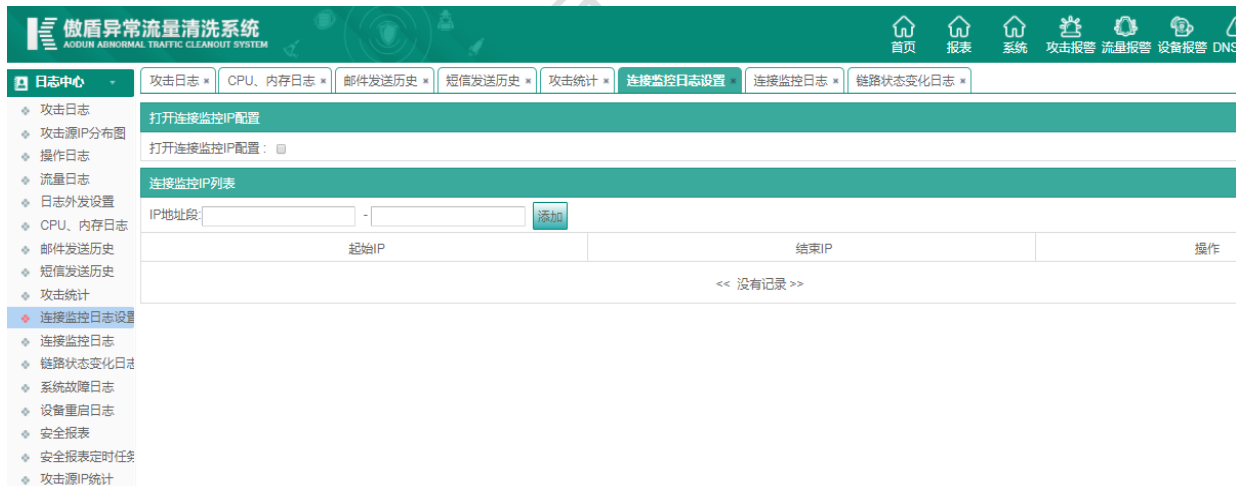 傲盾异常流量清洗系统
AODUN ABNORMAL TRAFFIC CLEANOUT SYSTEM
首页 报表 系统 攻击报警 流量报警 设备报警 DNS
日志中心
攻击日志 × CPU、内存日志 × 邮件发送历史 × 短信发送历史 × 攻击统计 × 连接监控日志设置 × 连接监控日志 × 链路状态变化日志 ×
攻击日志
攻击源IP分布图
操作日志
流量日志
日志外发设置
CPU、内存日志
邮件发送历史
短信发送历史
攻击统计
连接监控日志设置
连接监控日志
链路状态变化日志
系统故障日志
设备重启日志
安全报表
安全报表定时任务
攻击源IP统计
打开连接监控IP配置
打开连接监控IP配置：
连接监控IP列表
IP地址段: - 添加
起始IP 结束IP 操作
<< 没有记录 >>